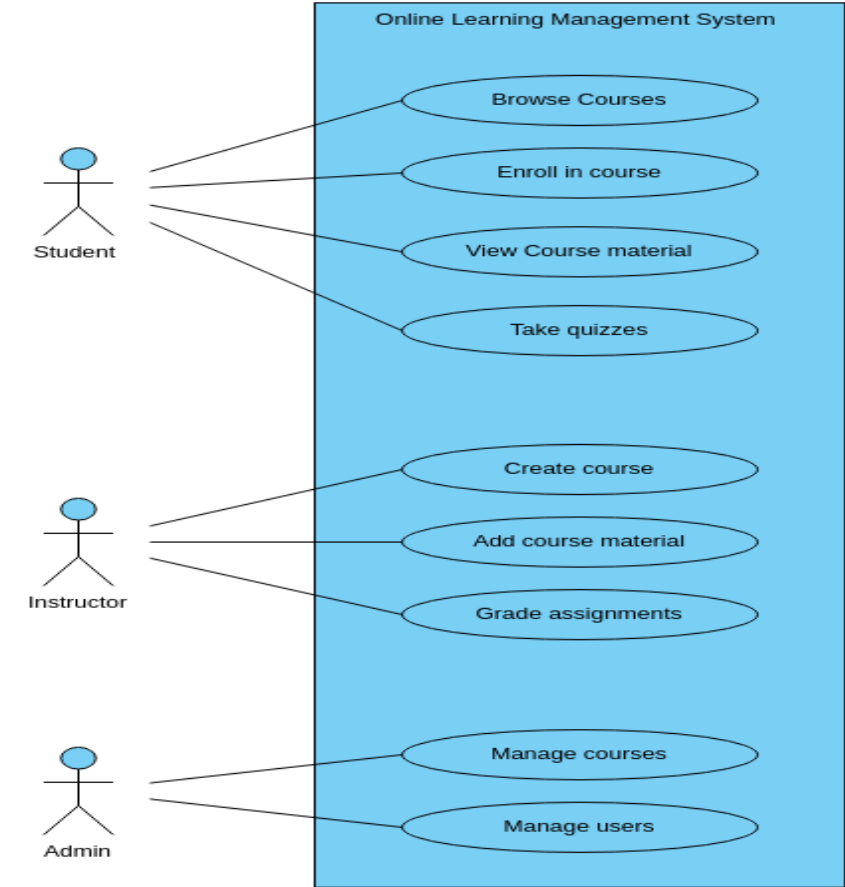 Online Learning Management System
Browse Courses
Enroll in course
View Course material
Take quizzes
Student
Create course
Add course material
Grade assignments
Instructor
Manage courses
Manage users
Admin